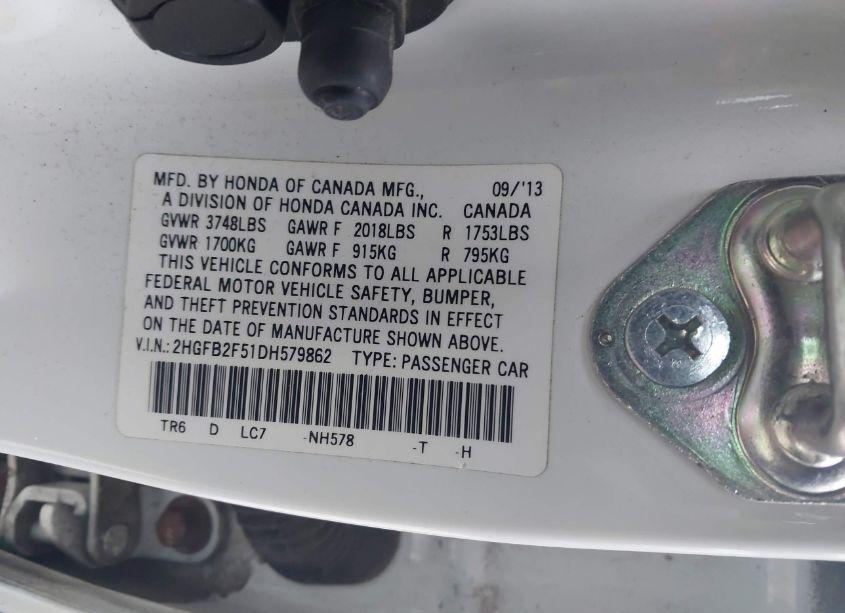 MFD. BY HONDA OF CANADA MFG., 09/'13
A DIVISION OF HONDA CANADA INC. CANADA
GVWR 3748LBS GAWR F 2018LBS R 1753LBS
GVWR 1700KG GAWR F 915KG R 795KG
THIS VEHICLE CONFORMS TO ALL APPLICABLE
FEDERAL MOTOR VEHICLE SAFETY, BUMPER,
AND THEFT PREVENTION STANDARDS IN EFFECT
ON THE DATE OF MANUFACTURE SHOWN ABOVE.
V.I.N.: 2HGFB2F51DH579862 TYPE: PASSENGER CAR
TR6 D LC7 -NH578 -T -H